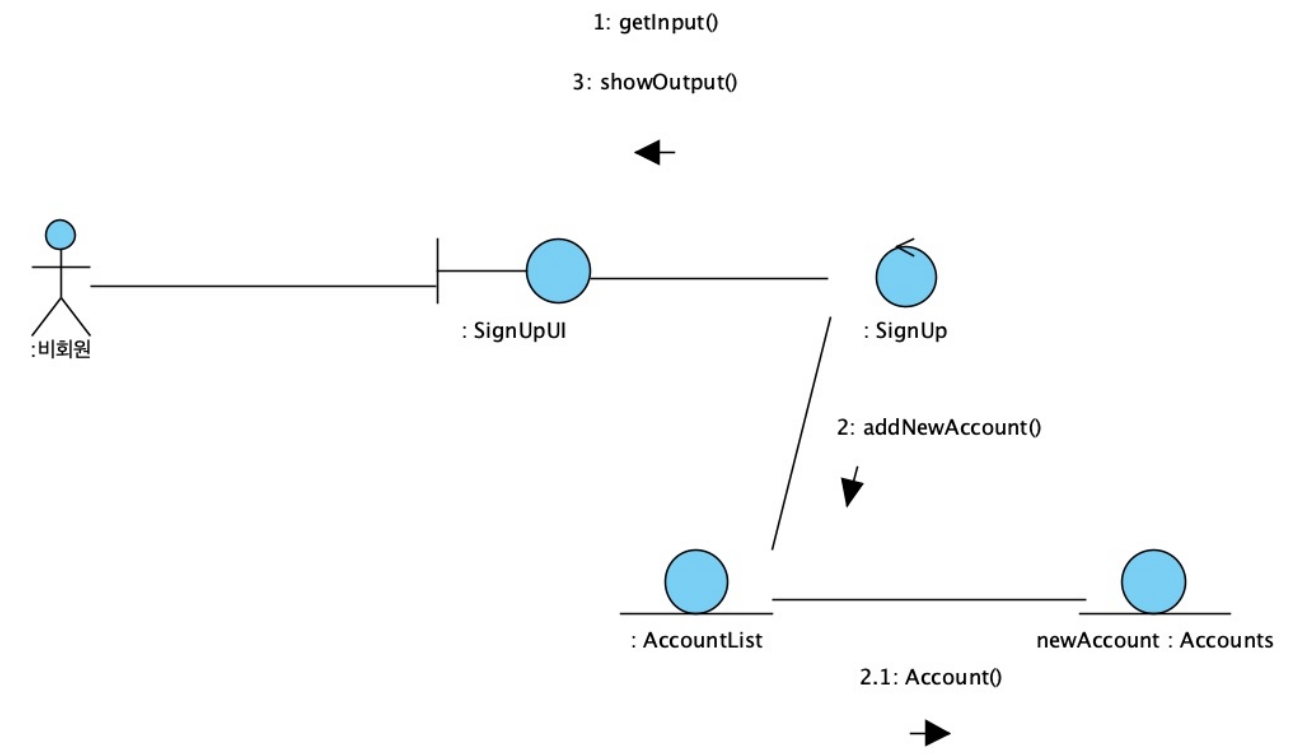 1: getInput()
3: showOutput()
: SignUpUI
: SignUp
:비회원
2: addNewAccount()
: AccountList
newAccount : Accounts
2.1: Account()